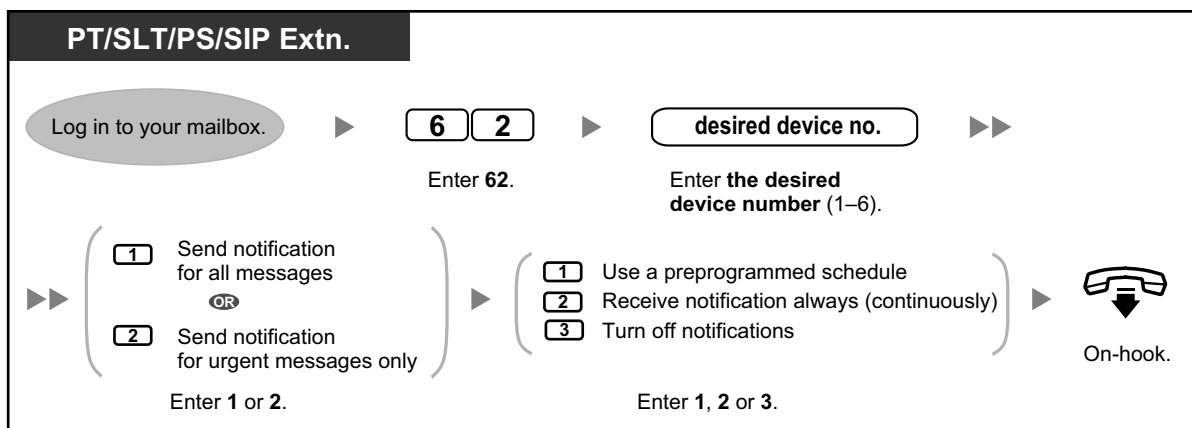 PT/SLT/PS/SIP Extn.
Log in to your mailbox.
6 2
desired device no.
Enter 62.
Enter the desired
device number (1–6).
1 Send notification
for all messages
OR
2 Send notification
for urgent messages only
Enter 1 or 2.
1 Use a preprogrammed schedule
2 Receive notification always (continuously)
3 Turn off notifications
Enter 1, 2 or 3.
On-hook.